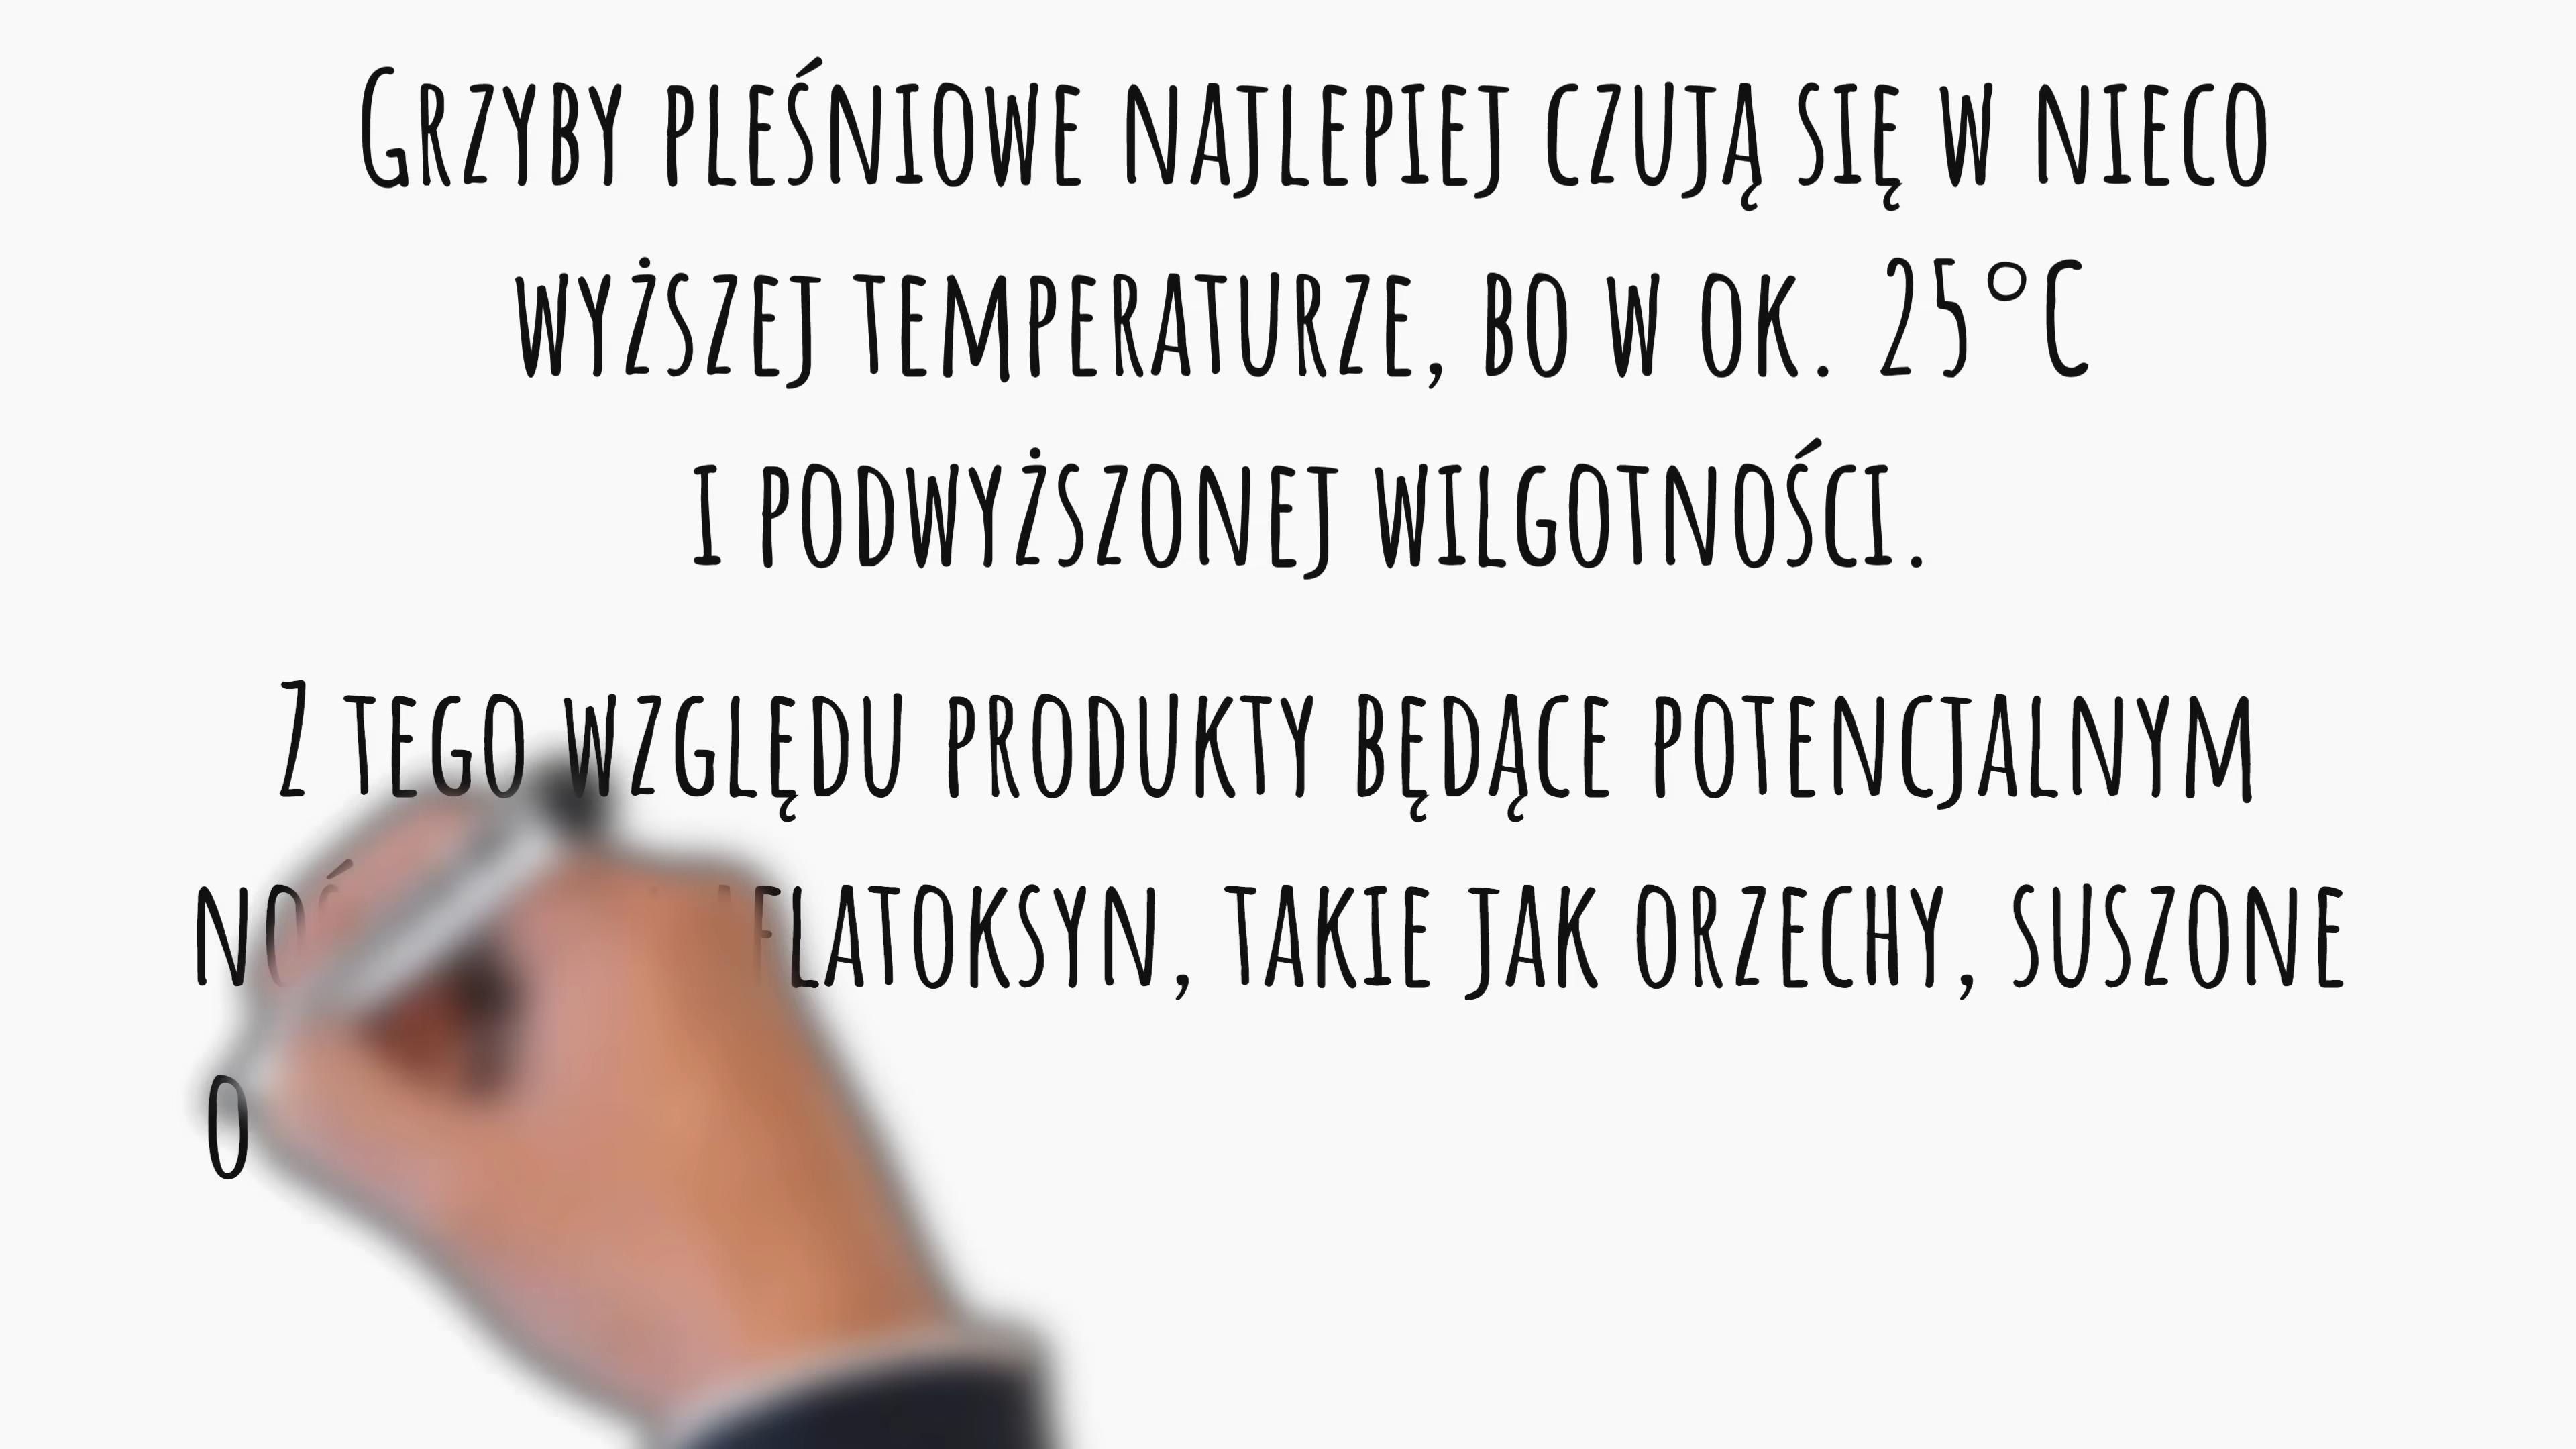 Grzyby pleśniowe najlepiej czują się w nieco
wyższej temperaturze, bo w ok. 25°C
i podwyższonej wilgotności.
Z tego względu produkty będące potencjalnym
aflatoksyn, takie jak orzechy, suszone